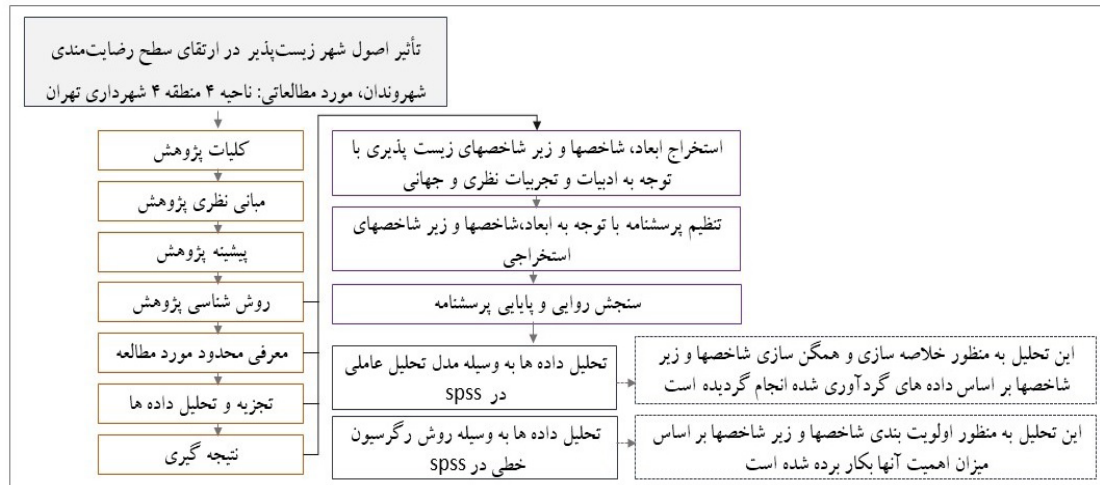 تأثیر اصول شهر زیست‌پذیر در ارتقای سطح رضایت‌مندی
شهروندان، مورد مطالعاتی: ناحیه ۴ منطقه ۴ شهرداری تهران
کلیات پژوهش
مبانی نظری پژوهش
پیشینه پژوهش
روش شناسی پژوهش
معرفی محدود مورد مطالعه
تجزیه و تحلیل داده ها
نتیجه گیری
استخراج ابعاد، شاخصها و زیر شاخصهای زیست پذیری با
توجه به ادبیات و تجربیات نظری و جهانی
تنظیم پرسشنامه با توجه به ابعاد،شاخصها و زیر شاخصهای
استخراجی
سنجش روایی و پایایی پرسشنامه
تحلیل داده ها به وسیله مدل تحلیل عاملی
در spss
این تحلیل به منظور خلاصه سازی و همگن سازی شاخصها و زیر
شاخصها بر اساس داده های گردآوری شده انجام گردیده است
تحلیل داده ها به وسیله روش رگرسیون
خطی در spss
این تحلیل به منظور اولویت بندی شاخصها و زیر شاخصها بر اساس
میزان اهمیت آنها بکار برده شده است